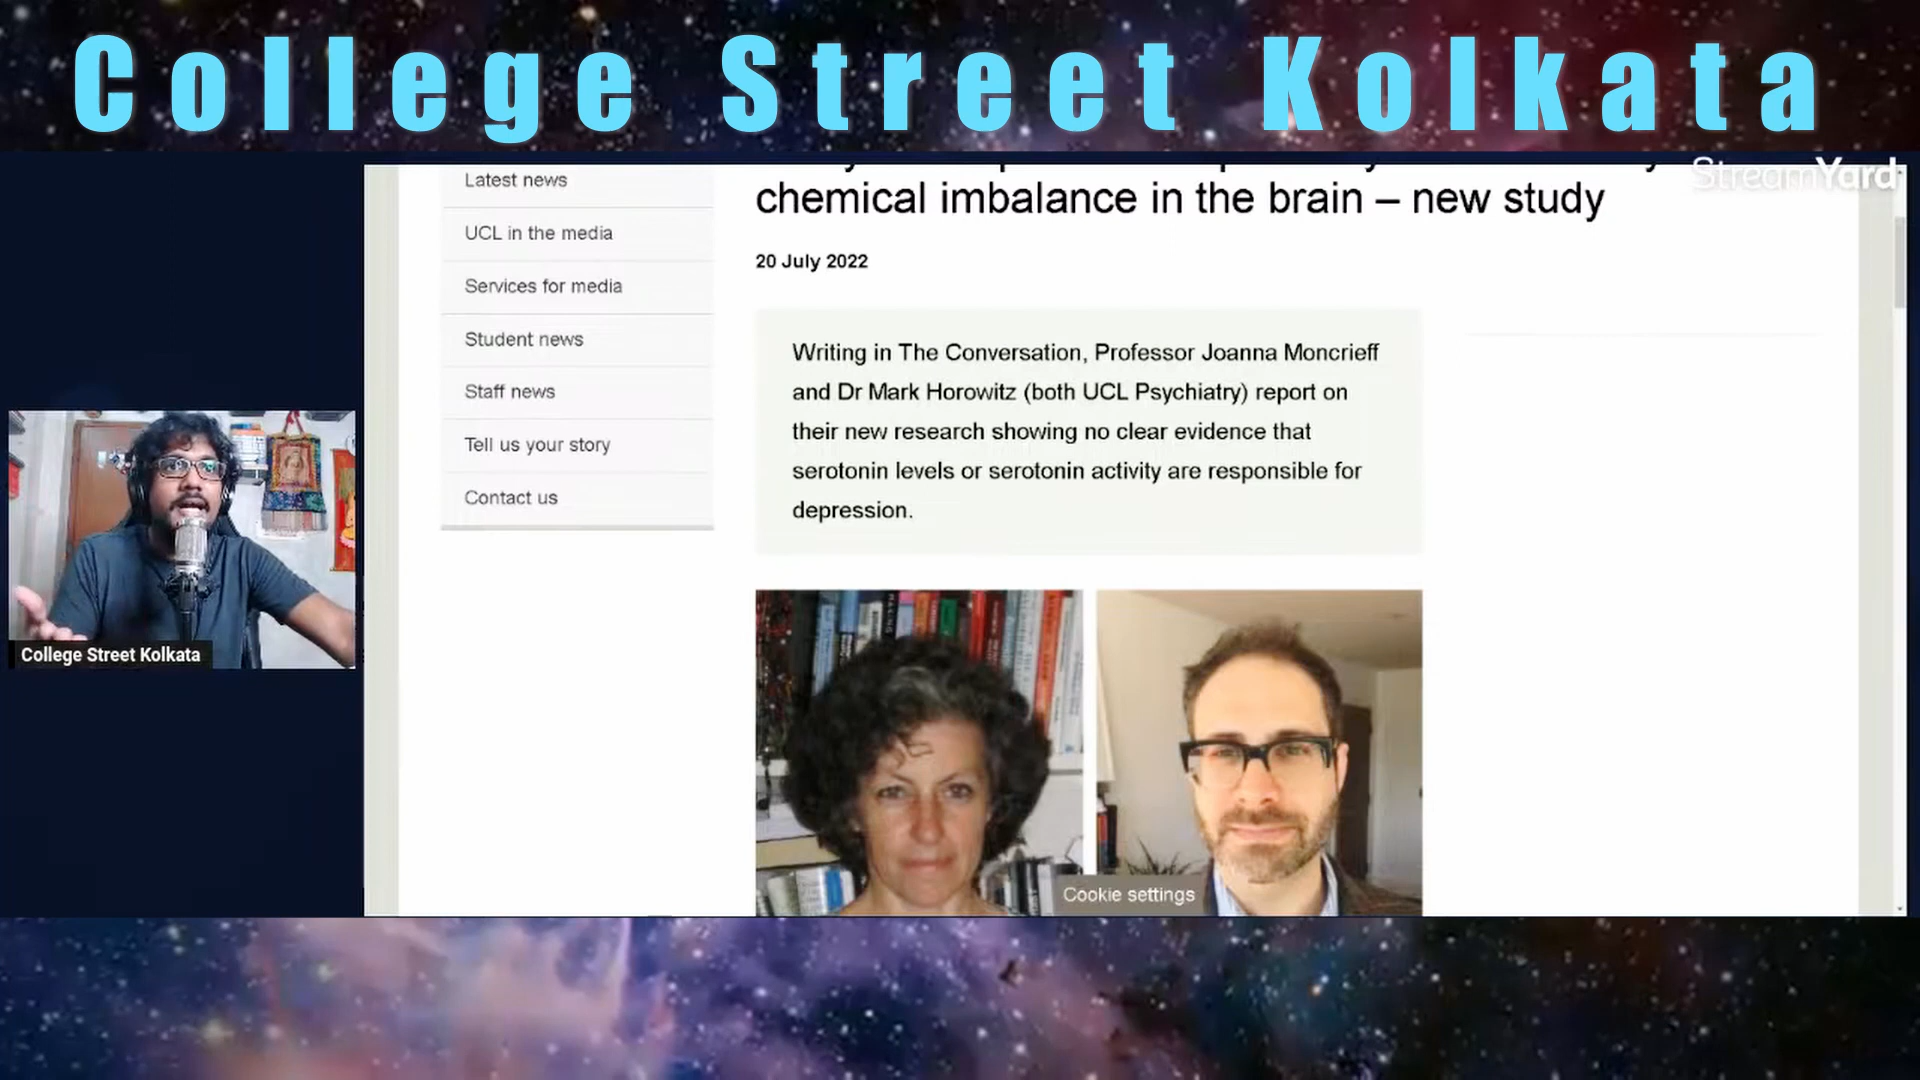 College Street Kolkata
StreamYard
Latest news
UCL in the media
Services for media
Student news
Staff news
Tell us your story
Contact us
chemical imbalance in the brain – new study
20 July 2022
Writing in The Conversation, Professor Joanna Moncrieff
and Dr Mark Horowitz (both UCL Psychiatry) report on
their new research showing no clear evidence that
serotonin levels or serotonin activity are responsible for
depression.
College Street Kolkata
Cookie settings